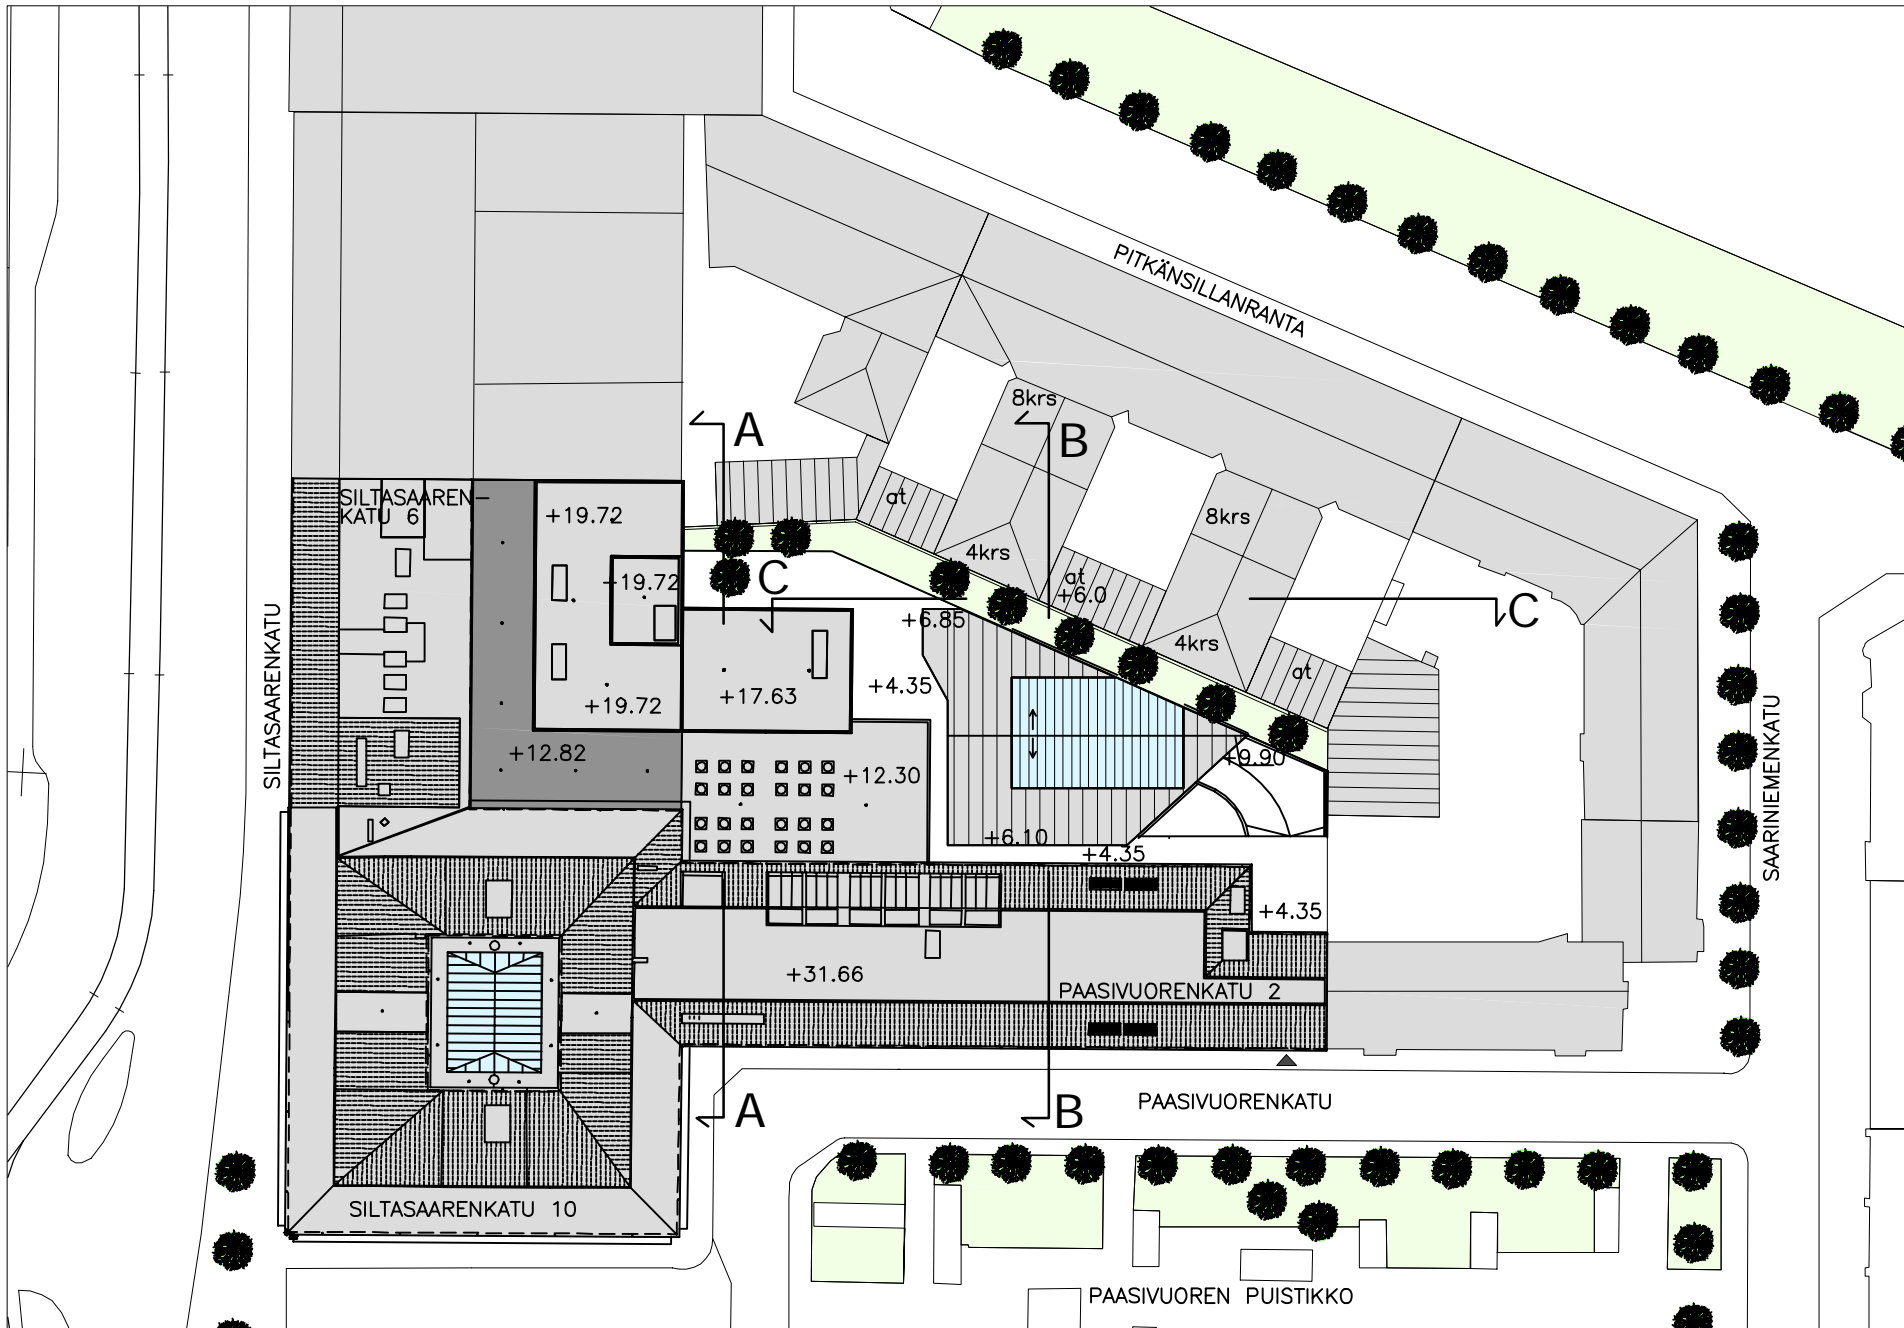 PITKÄNSILLANRANTA
8krs
A
B
SILTASAAREN-
KATU 6
at
+19.72
8krs
4krs
+19.72
C
at
+6.0
C
+6.85
4krs
at
+4.35
+17.63
+19.72
SILTASAARENKATU
SAARINIEMENKATU
+12.82
+9.90
+12.30
+6.10
+4.35
+4.35
+31.66
PAASIVUORENKATU 2
A
B
PAASIVUORENKATU
SILTASAARENKATU 10
PAASIVUOREN PUISTIKKO